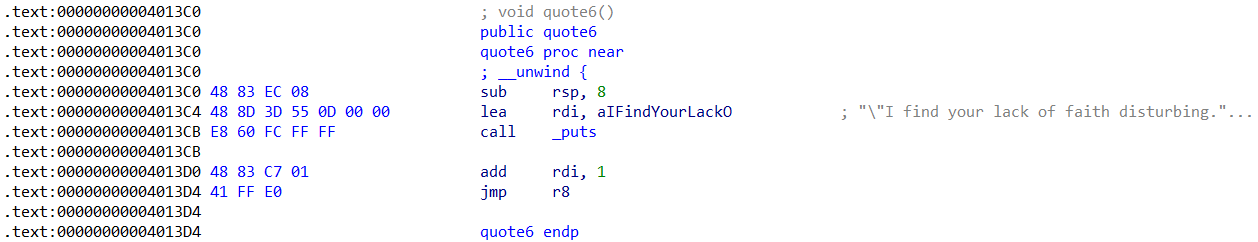 .text:00000000004013C0 ; void quote6()
.text:00000000004013C0 public quote6
.text:00000000004013C0 quote6 proc near
.text:00000000004013C0 ; __unwind {
.text:00000000004013C0 48 83 EC 08 sub rsp, 8
.text:00000000004013C4 48 8D 3D 55 0D 00 00 lea rdi, aIFindYourLackO ; "\"I find your lack of faith disturbing."...
.text:00000000004013CB E8 60 FC FF FF call _puts
.text:00000000004013CB
.text:00000000004013D0 48 83 C7 01 add rdi, 1
.text:00000000004013D4 41 FF E0 jmp r8
.text:00000000004013D4
.text:00000000004013D4 quote6 endp